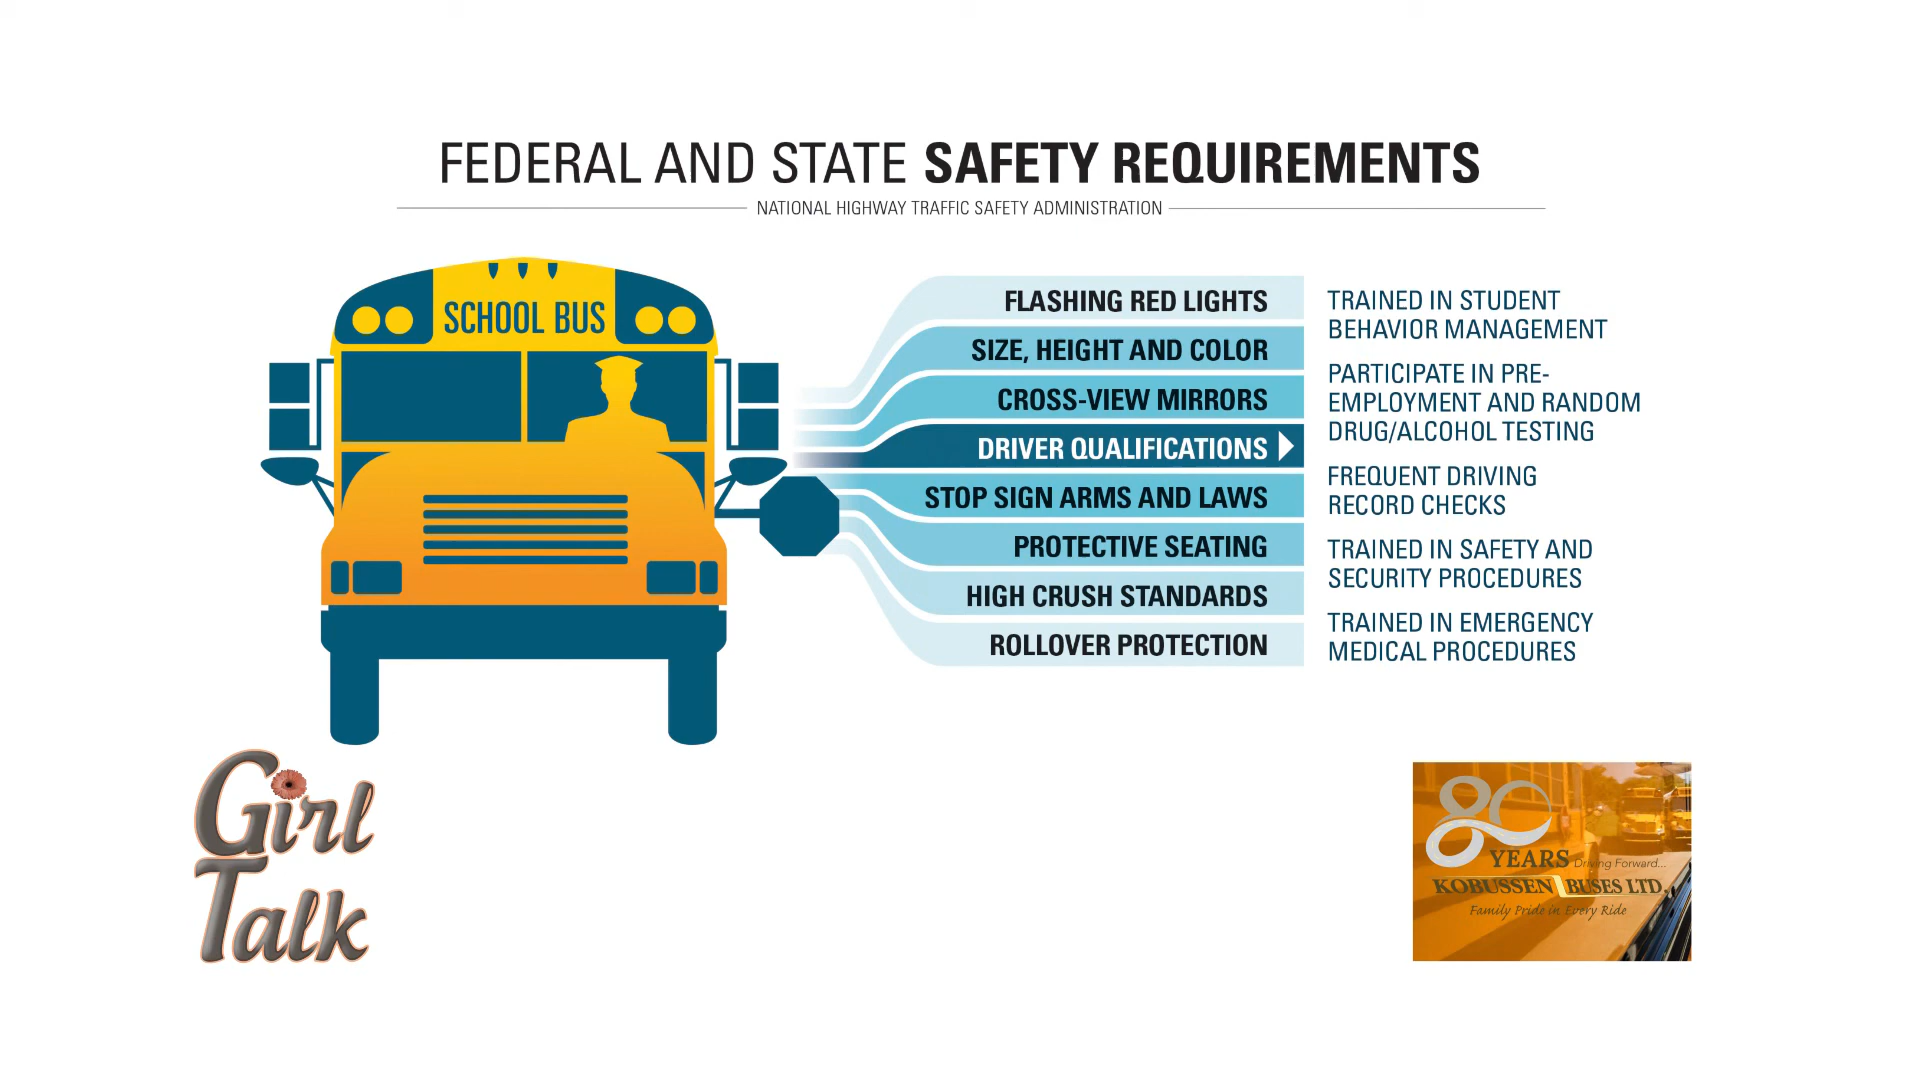 FEDERAL AND STATE SAFETY REQUIREMENTS
NATIONAL HIGHWAY TRAFFIC SAFETY ADMINISTRATION
SCHOOL BUS
FLASHING RED LIGHTS
SIZE, HEIGHT AND COLOR
CROSS-VIEW MIRRORS
DRIVER QUALIFICATIONS
STOP SIGN ARMS AND LAWS
PROTECTIVE SEATING
HIGH CRUSH STANDARDS
ROLLOVER PROTECTION
TRAINED IN STUDENT
BEHAVIOR MANAGEMENT
PARTICIPATE IN PRE-
EMPLOYMENT AND RANDOM
DRUG/ALCOHOL TESTING
FREQUENT DRIVING
RECORD CHECKS
TRAINED IN SAFETY AND
SECURITY PROCEDURES
TRAINED IN EMERGENCY
MEDICAL PROCEDURES
Girl
Talk
80
YEARS Driving Forward...
KOBUSSEN BUSES LTD.
Family Pride in Every Ride